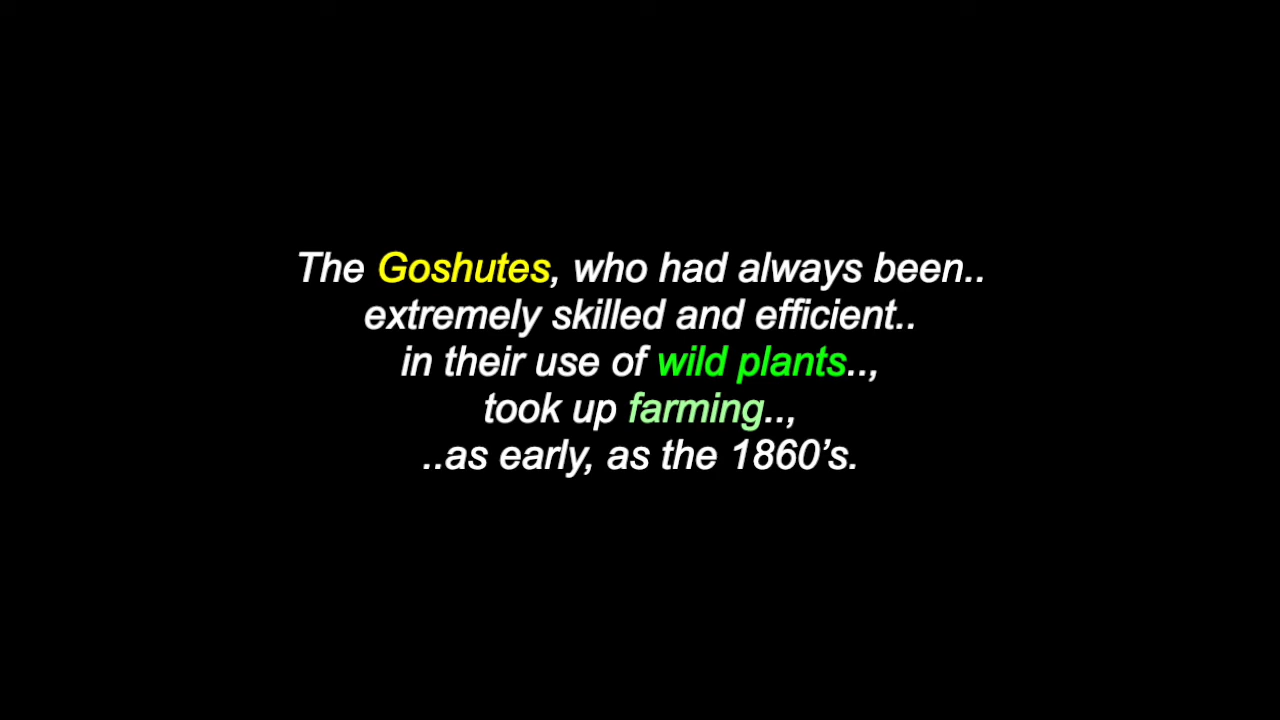 The Goshutes, who had always been..
extremely skilled and efficient..
in their use of wild plants..,
took up farming..,
..as early, as the 1860’s.